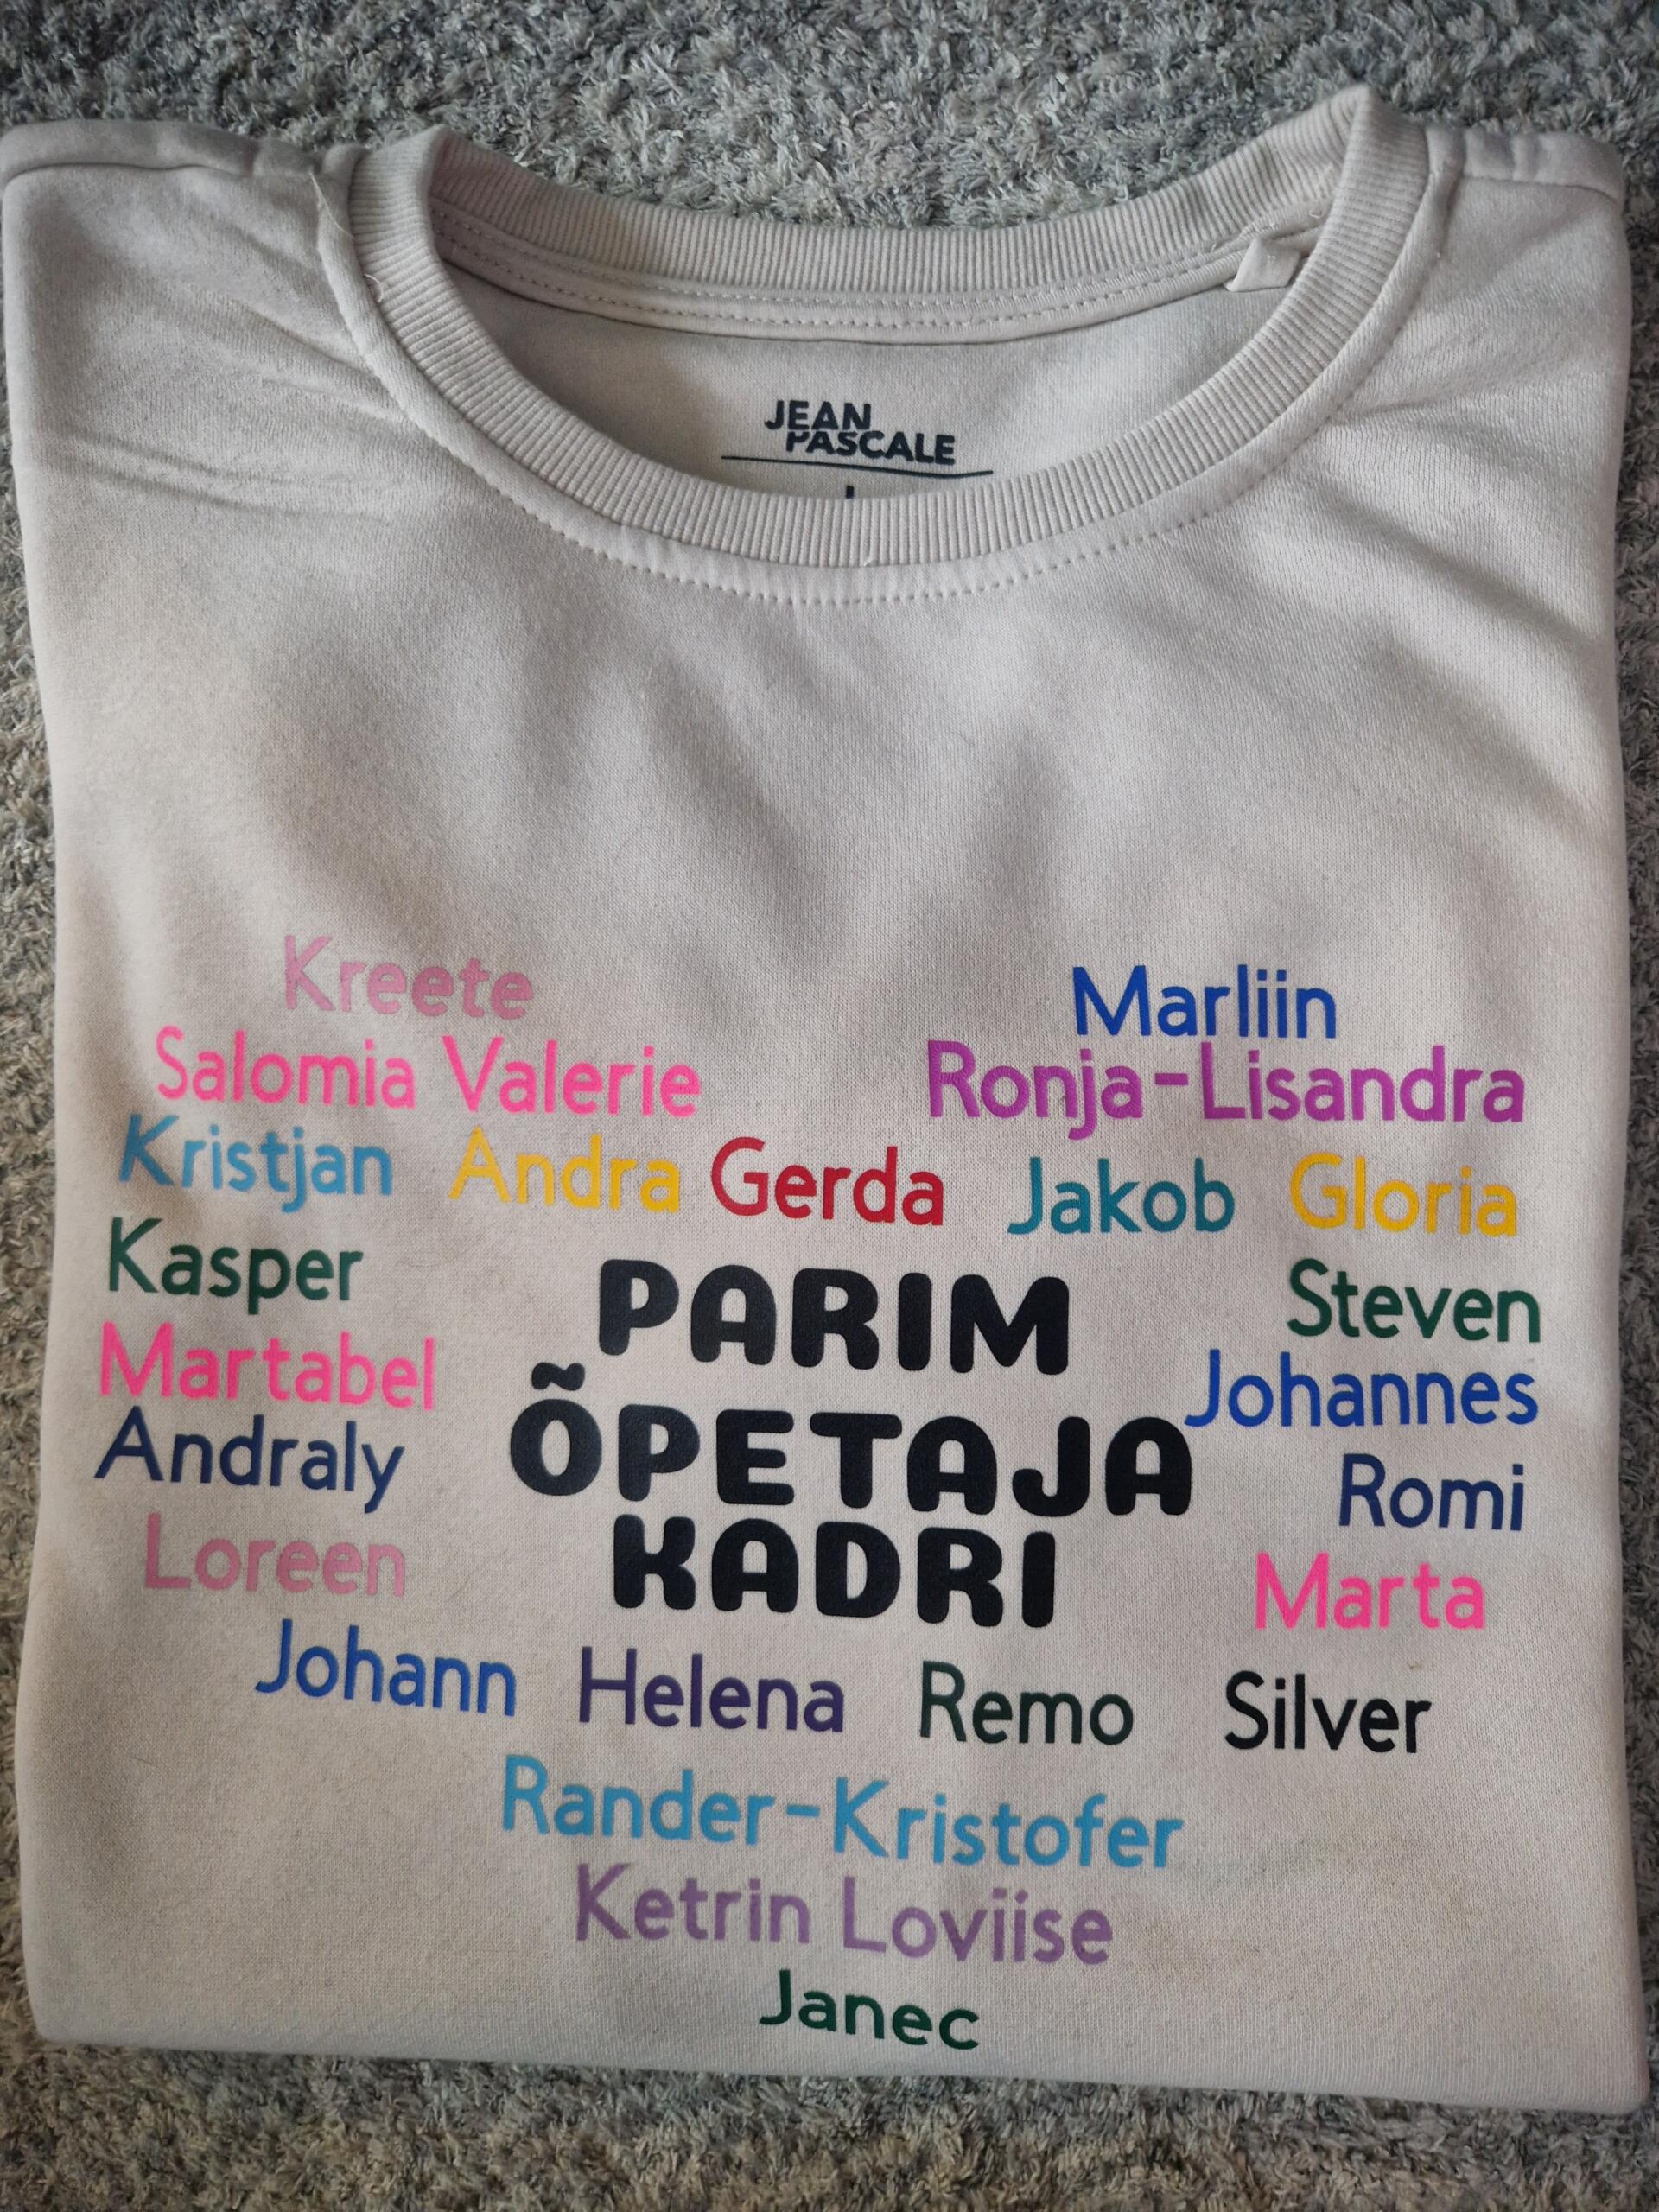 JEAN
PASCALE
Kreete Marliin
Salomia Valerie Ronja-Lisandra
Kristjan Andra Gerda Jakob Gloria
Kasper Steven
PARIM
Martabel Johannes
ÕPETAJA
Andraly Romi
KADRI
Loreen Marta
Johann Helena Remo Silver
Rander-Kristofer
Ketrin Loviise
Janec